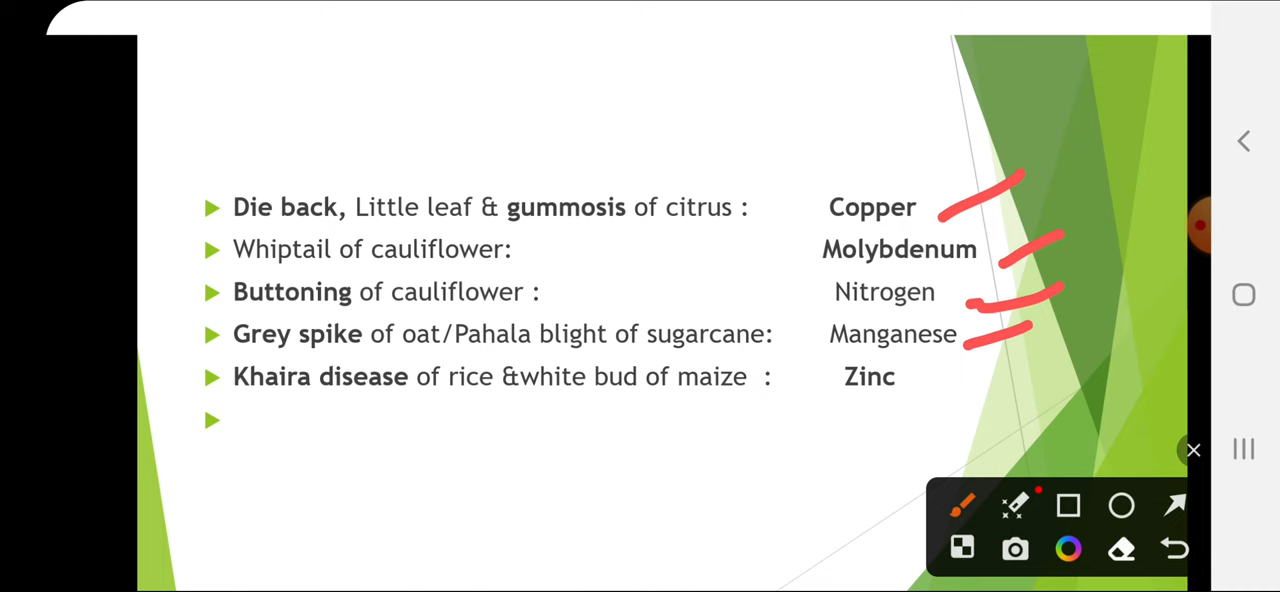 Die back, Little leaf & gummosis of citrus : Copper
Whiptail of cauliflower: Molybdenum
Buttoning of cauliflower : Nitrogen
Grey spike of oat/Pahala blight of sugarcane: Manganese
Khaira disease of rice &white bud of maize : Zinc